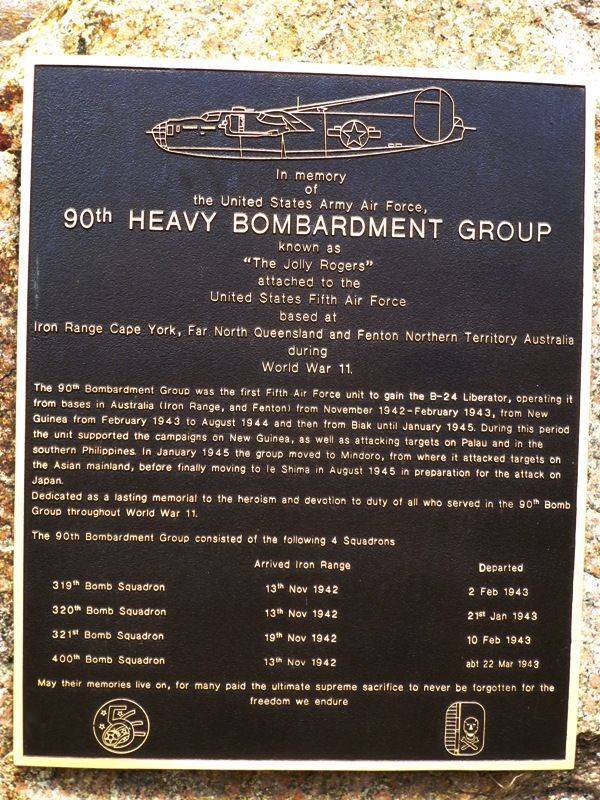 In memory
of
the United States Army Air Force,
90th HEAVY BOMBARDMENT GROUP
known as
"The Jolly Rogers"
attached to the
United States Fifth Air Force
based at
Iron Range Cape York, Far North Queensland and Fenton Northern Territory Australia
during
World War 11.
The 90th Bombardment Group was the first Fifth Air Force unit to gain the B-24 Liberator, operating it
from bases in Australia (Iron Range, and Fenton) from November 1942-February 1943, from New
Guinea from February 1943 to August 1944 and then from Biak until January 1945. During this period
the unit supported the campaigns on New Guinea, as well as attacking targets on Palau and in the
southern Philippines. In January 1945 the group moved to Mindoro, from where it attacked targets on
the Asian mainland, before finally moving to Ie Shima in August 1945 in preparation for the attack on
Japan.
Dedicated as a lasting memorial to the heroism and devotion to duty of all who served in the 90th Bomb
Group throughout World War 11.
The 90th Bombardment Group consisted of the following 4 Squadrons
Arrived Iron Range Departed
319th Bomb Squadron 13th Nov 1942 2 Feb 1943
320th Bomb Squadron 13th Nov 1942 21st Jan 1943
321st Bomb Squadron 19th Nov 1942 10 Feb 1943
400th Bomb Squadron 13th Nov 1942 abt 22 Mar 1943
May their memories live on, for many paid the ultimate supreme sacrifice to never be forgotten for the
freedom we endure
5